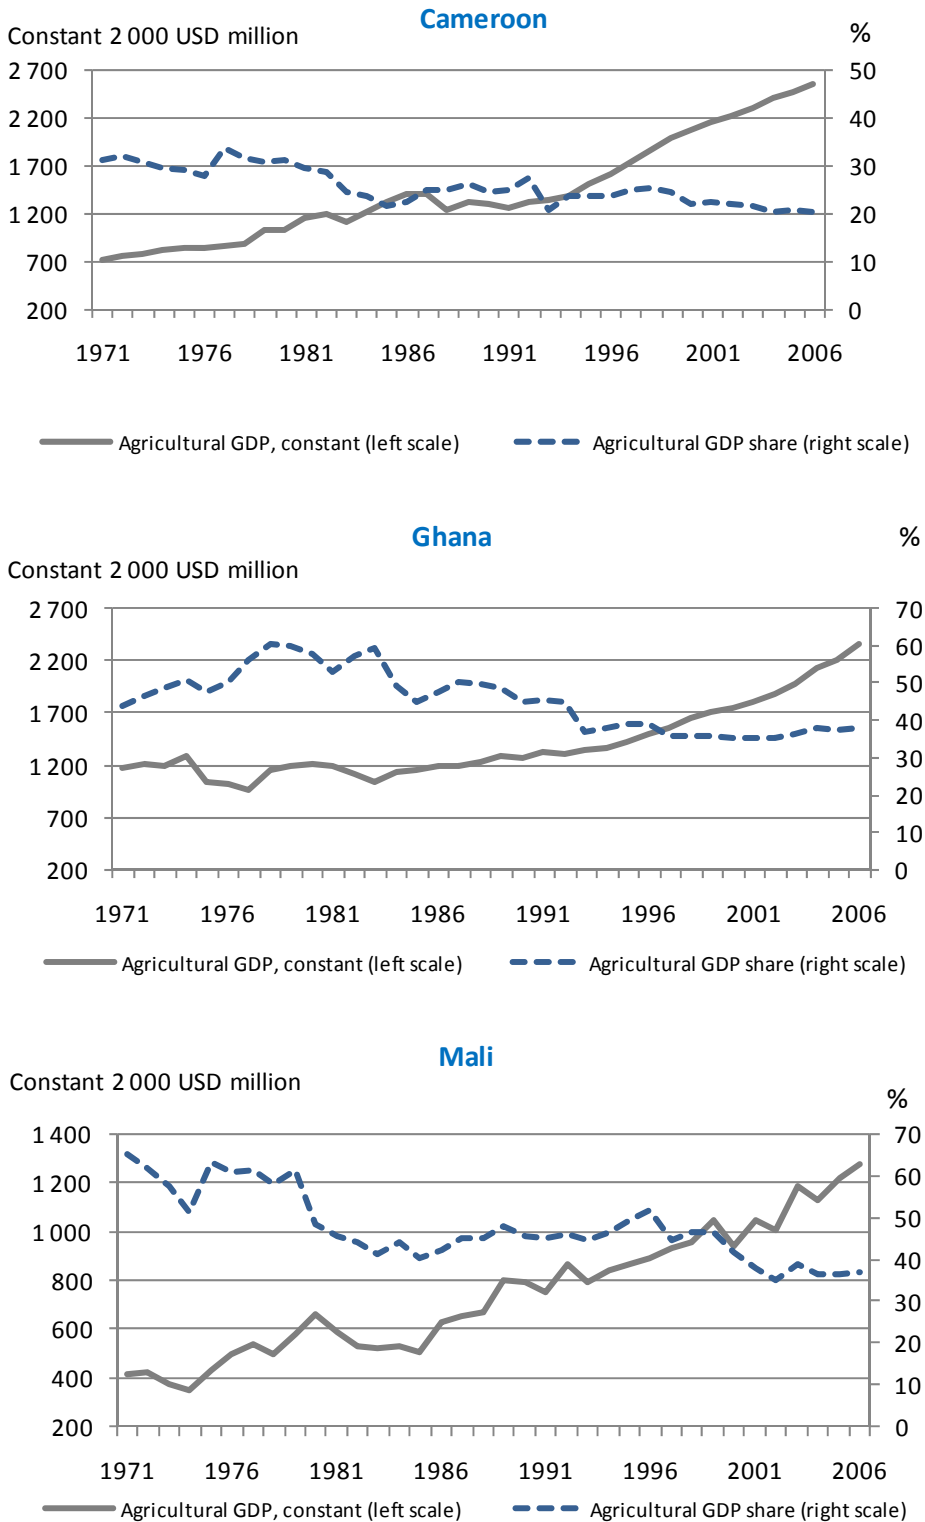 Cameroon
Constant 2 000 USD million %
2 700 50
2 200 40
1 700 30
1 200 20
700 10
200 0
1971 1976 1981 1986 1991 1996 2001 2006
Agricultural GDP, constant (left scale) Agricultural GDP share (right scale)
Ghana %
Constant 2 000 USD million
2 700 70
2 200 60
1 700 50
1 200 40
700 30
200 20
10
0
1971 1976 1981 1986 1991 1996 2001 2006
Agricultural GDP, constant (left scale) Agricultural GDP share (right scale)
Mali
Constant 2 000 USD million
%
1 400 70
1 200 60
1 000 50
800 40
600 30
400 20
200 10
0
1971 1976 1981 1986 1991 1996 2001 2006
Agricultural GDP, constant (left scale) Agricultural GDP share (right scale)